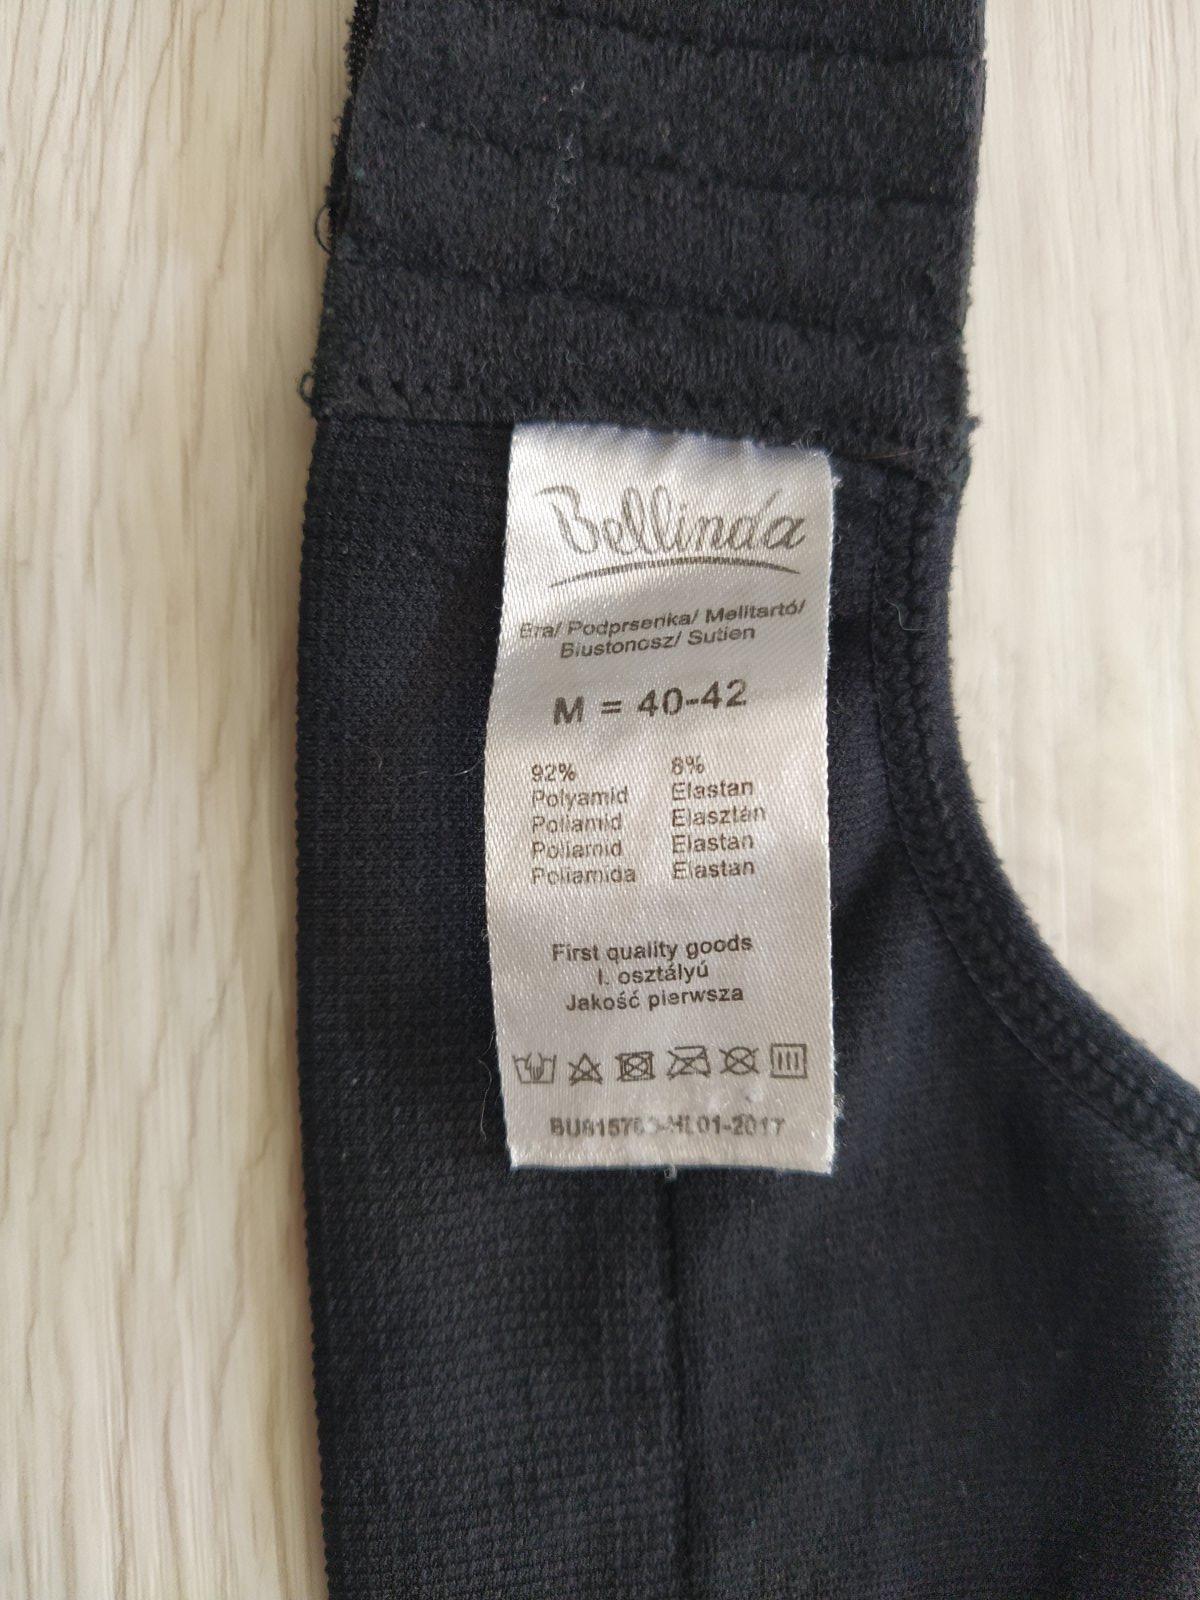 Bellinda
Bra/ Podprsenka/ Melltartó/
Biustonosz/ Sutien
M = 40-42
92% 8%
Polyamid Elastan
Poliamid Elasztán
Poliamid Elastan
Poliamida Elastan
First quality goods
I. osztályú
Jakość pierwsza